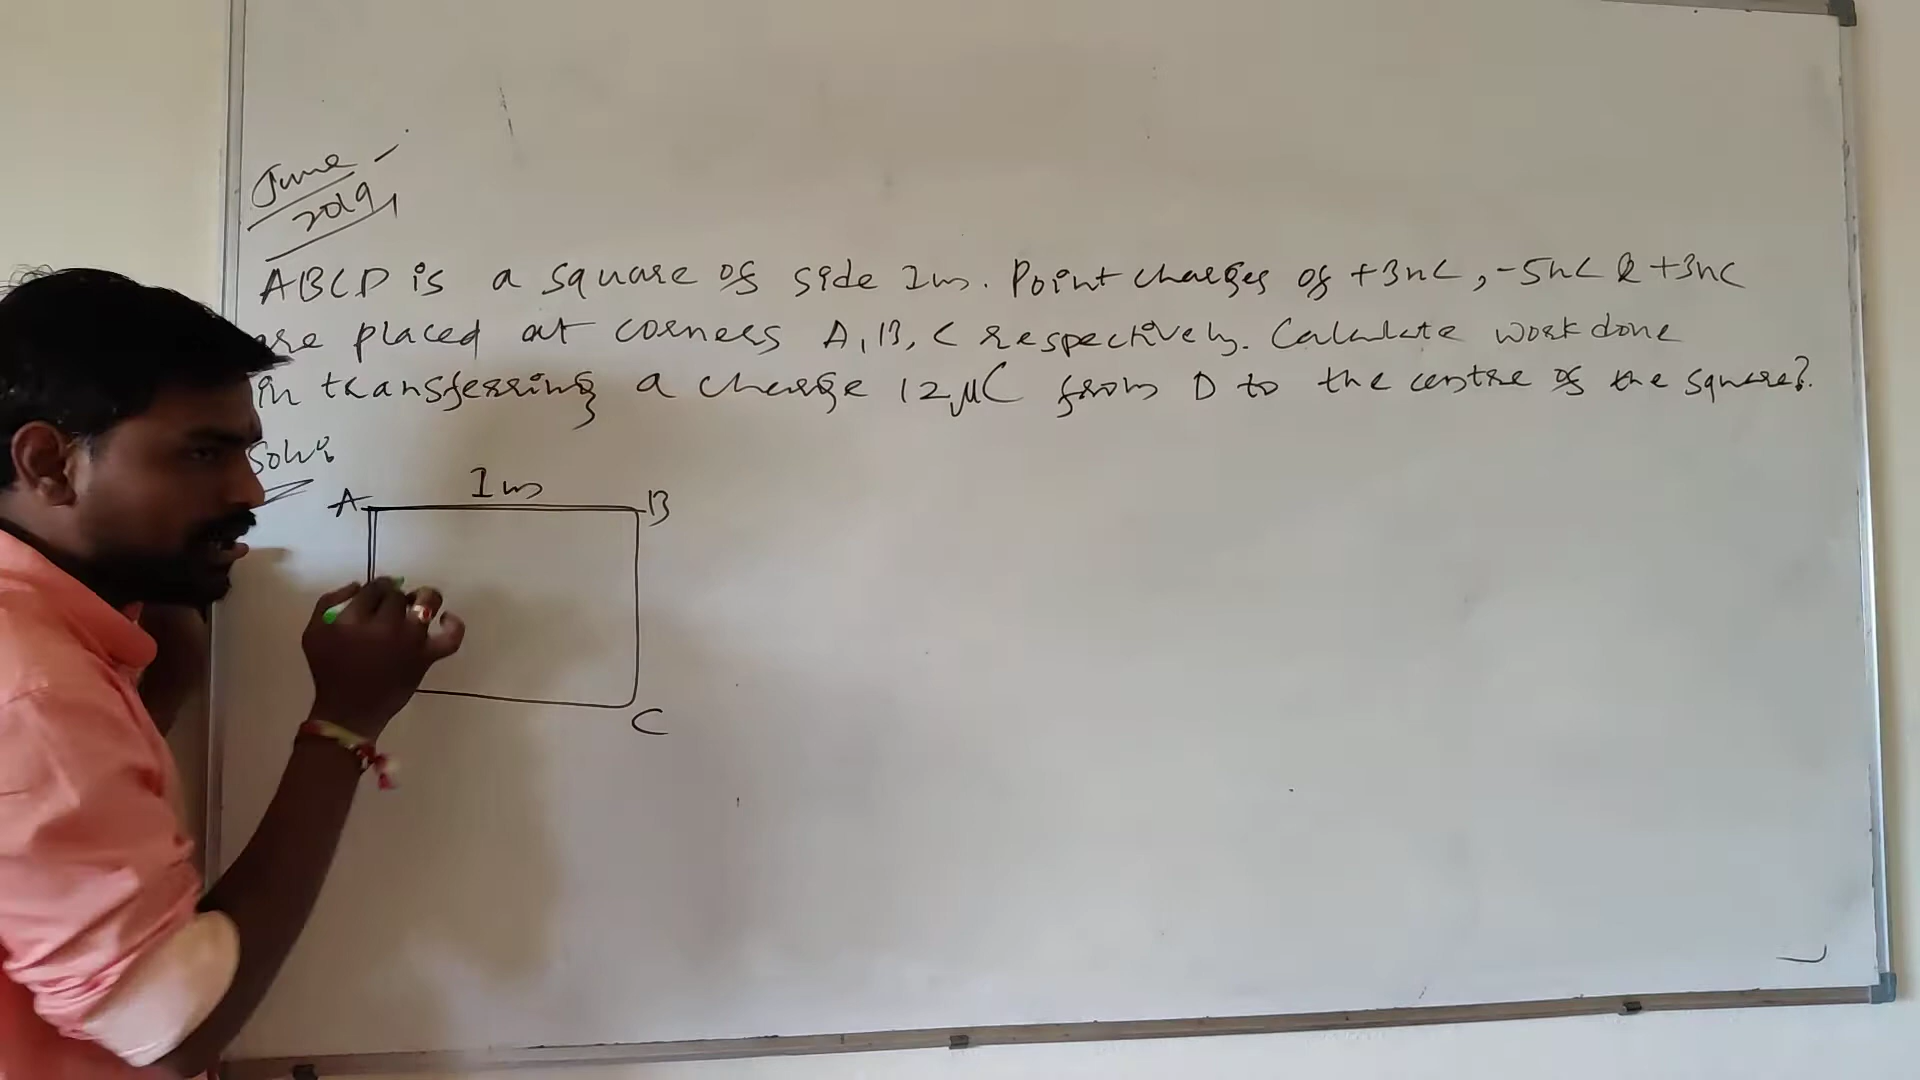 June -
2019
ABCD is a square of side 1m. Point charges of +3nC, -5nC & +3nC
are placed at corners A, B, C respectively. Calculate work done
in transferring a charge 12μC from D to the centre of the square?
Soln:
1m
A B
C